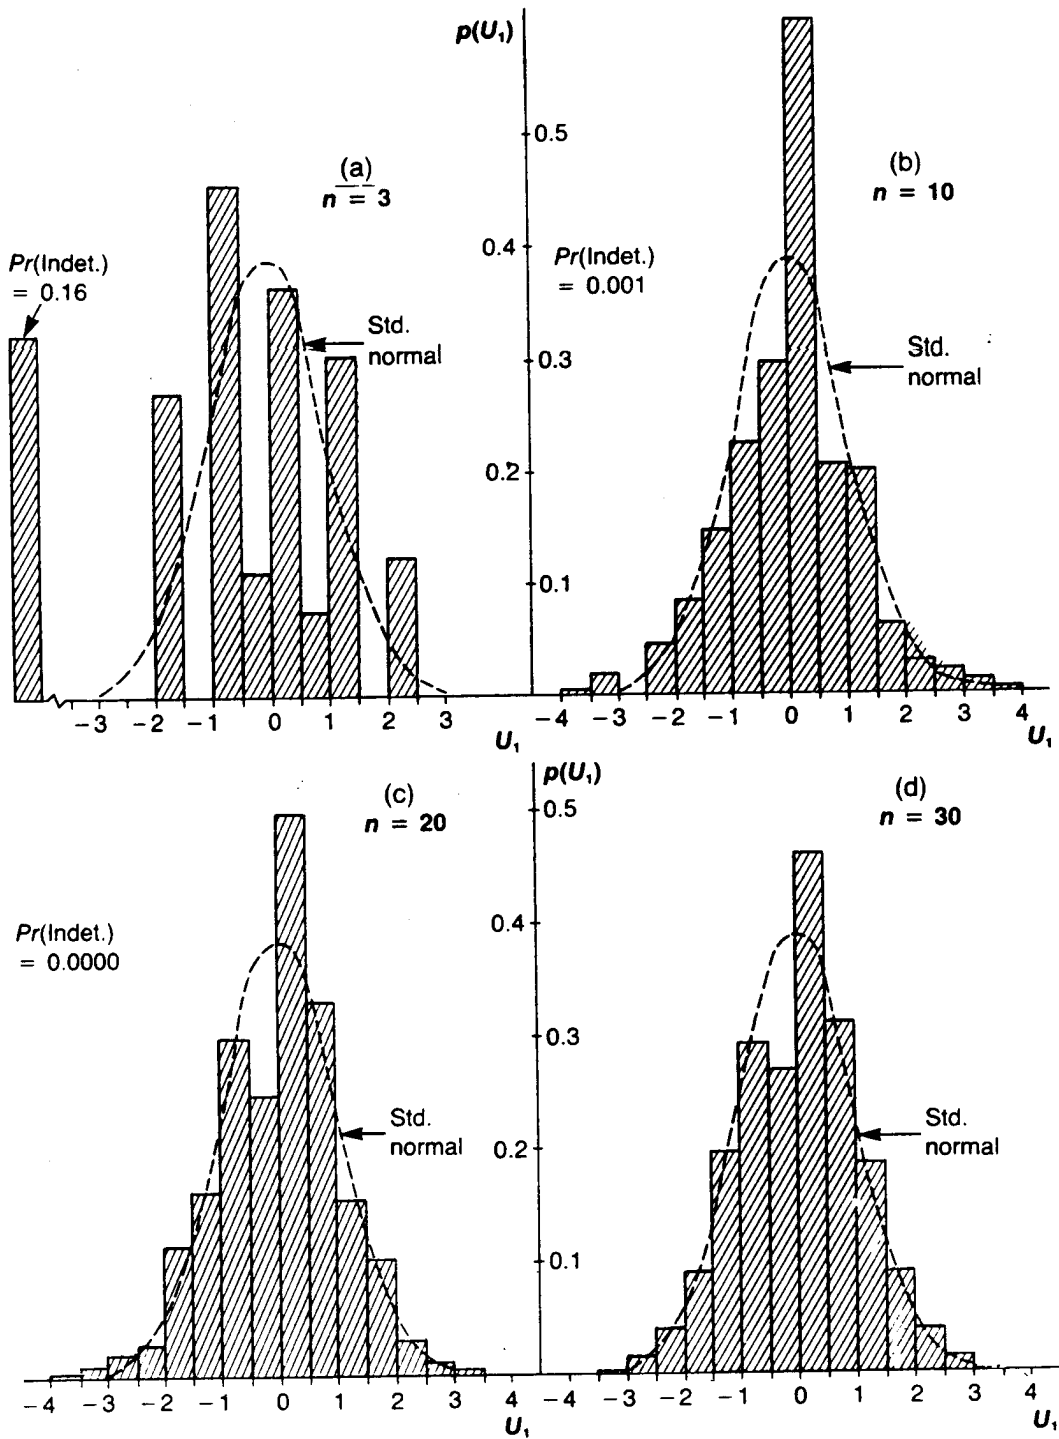 p(U₁)
0.5
0.4
0.3
0.2
0.1
(a)
n = 3
Pr(Indet.)
= 0.16
Std.
normal
−3 −2 −1 0 1 2 3
U₁
(b)
n = 10
Pr(Indet.)
= 0.001
Std.
normal
−4 −3 −2 −1 0 1 2 3 4
U₁
p(U₁)
0.5
0.4
0.3
0.2
0.1
(c)
n = 20
Pr(Indet.)
= 0.0000
Std.
normal
−4 −3 −2 −1 0 1 2 3 4
U₁
(d)
n = 30
Std.
normal
−4 −3 −2 −1 0 1 2 3 4
U₁